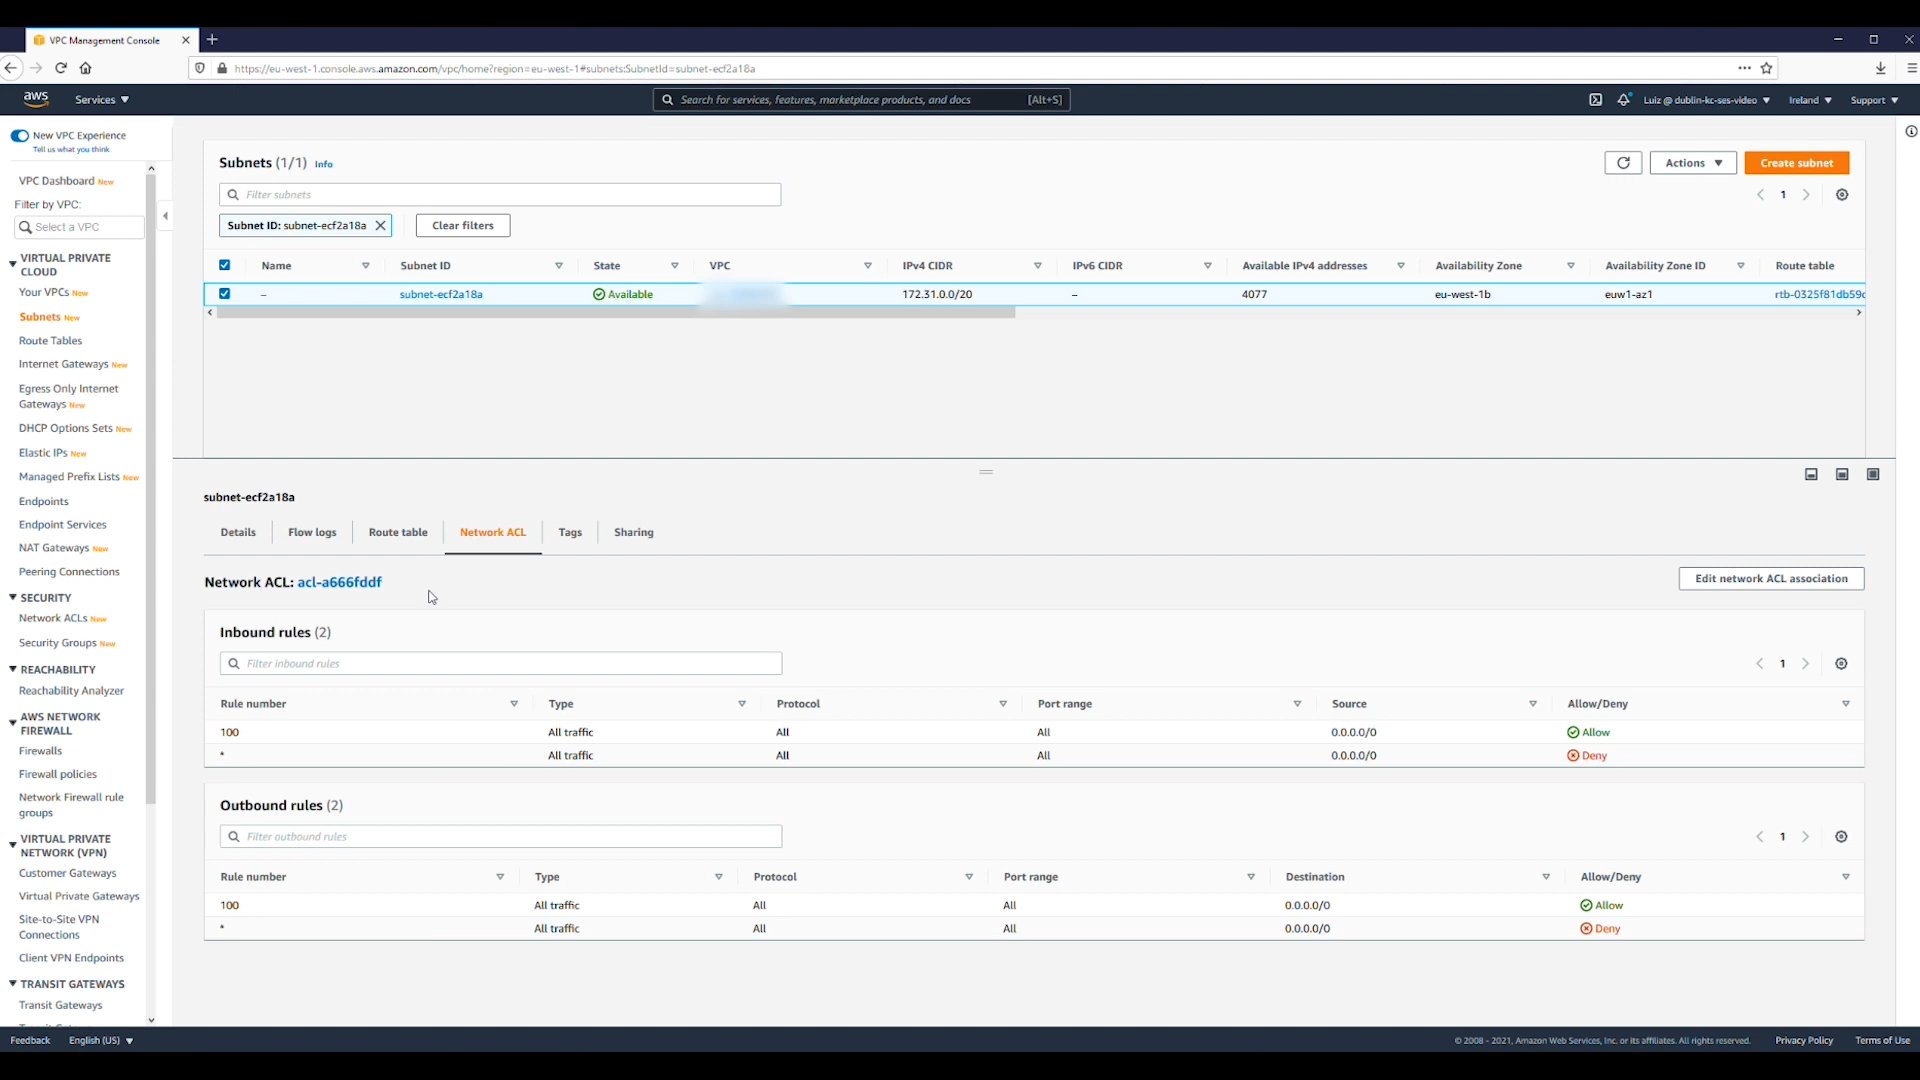 VPC Management Console
https://eu-west-1.console.aws.amazon.com/vpc/home?region=eu-west-1#subnets:SubnetId=subnet-ecf2a18a
aws Services Search for services, features, marketplace products, and docs [Alt+S] Luiz @ dublin-kc-ses-video Ireland Support
New VPC Experience
Tell us what you think
VPC Dashboard New
Filter by VPC:
Select a VPC
VIRTUAL PRIVATE
CLOUD
Your VPCs New
Subnets New
Route Tables
Internet Gateways New
Egress Only Internet
Gateways New
DHCP Options Sets New
Elastic IPs New
Managed Prefix Lists New
Endpoints
Endpoint Services
NAT Gateways New
Peering Connections
SECURITY
Network ACLs New
Security Groups New
REACHABILITY
Reachability Analyzer
AWS NETWORK
FIREWALL
Firewalls
Firewall policies
Network Firewall rule
groups
VIRTUAL PRIVATE
NETWORK (VPN)
Customer Gateways
Virtual Private Gateways
Site-to-Site VPN
Connections
Client VPN Endpoints
TRANSIT GATEWAYS
Transit Gateways
Subnets (1/1) Info
Actions Create subnet
Filter subnets
1
Subnet ID: subnet-ecf2a18a Clear filters
Name Subnet ID State VPC IPv4 CIDR IPv6 CIDR Available IPv4 addresses Availability Zone Availability Zone ID Route table
– subnet-ecf2a18a Available 172.31.0.0/20 – 4077 eu-west-1b euw1-az1 rtb-0325f81db59c
subnet-ecf2a18a
Details Flow logs Route table Network ACL Tags Sharing
Network ACL: acl-a666fddf Edit network ACL association
Inbound rules (2)
Filter inbound rules
1
Rule number Type Protocol Port range Source Allow/Deny
100 All traffic All All 0.0.0.0/0 Allow
* All traffic All All 0.0.0.0/0 Deny
Outbound rules (2)
Filter outbound rules
1
Rule number Type Protocol Port range Destination Allow/Deny
100 All traffic All All 0.0.0.0/0 Allow
* All traffic All All 0.0.0.0/0 Deny
Feedback English (US) © 2008 - 2021, Amazon Web Services, Inc. or its affiliates. All rights reserved. Privacy Policy Terms of Use